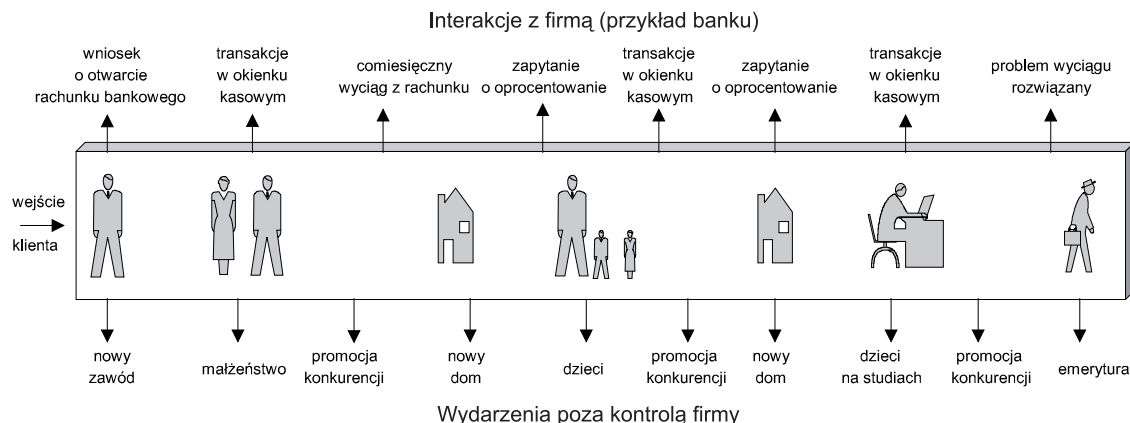 Interakcje z firmą (przykład banku)
wniosek
o otwarcie
rachunku bankowego
transakcje
w okienku
kasowym
comiesięczny
wyciąg z rachunku
zapytanie
o oprocentowanie
transakcje
w okienku
kasowym
zapytanie
o oprocentowanie
transakcje
w okienku
kasowym
problem wyciągu
rozwiązany
wejście
klienta
nowy
zawód
małżeństwo
promocja
konkurencji
nowy
dom
dzieci
promocja
konkurencji
nowy
dom
dzieci
na studiach
promocja
konkurencji
emerytura
Wydarzenia poza kontrolą firmy